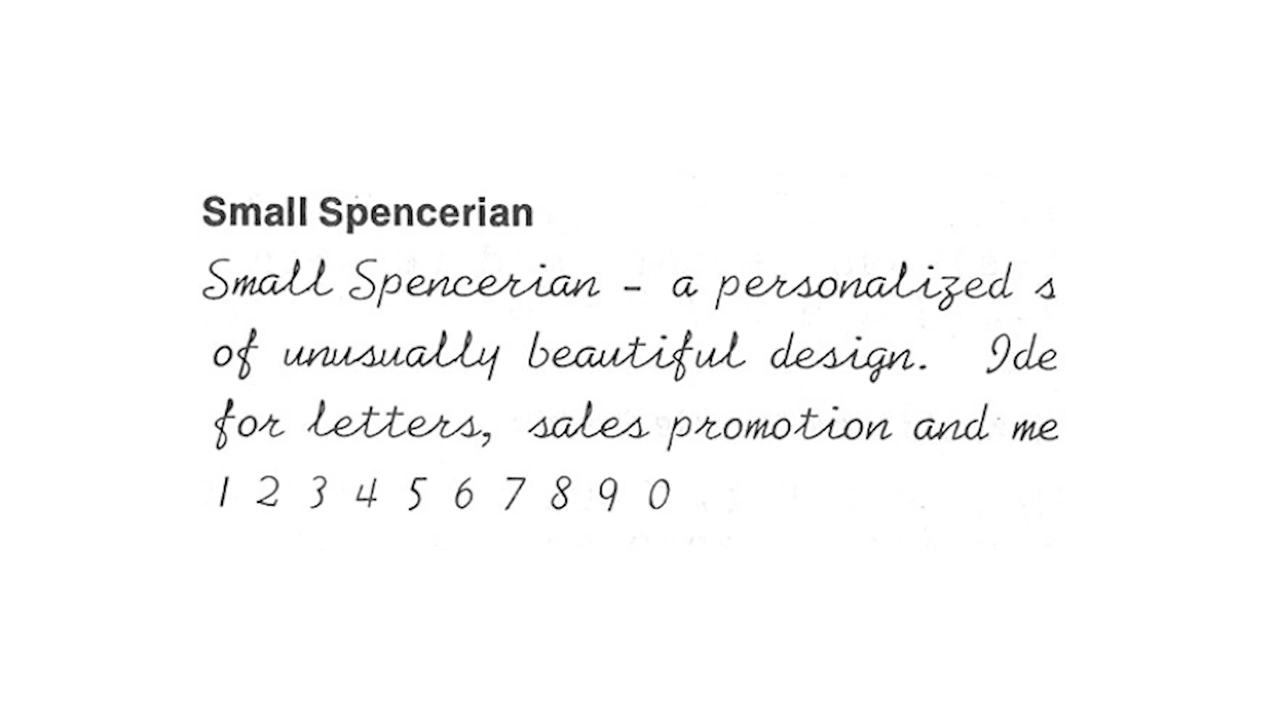 Small Spencerian
Small Spencerian - a personalized s
of unusually beautiful design. Ide
for letters, sales promotion and me
1 2 3 4 5 6 7 8 9 0